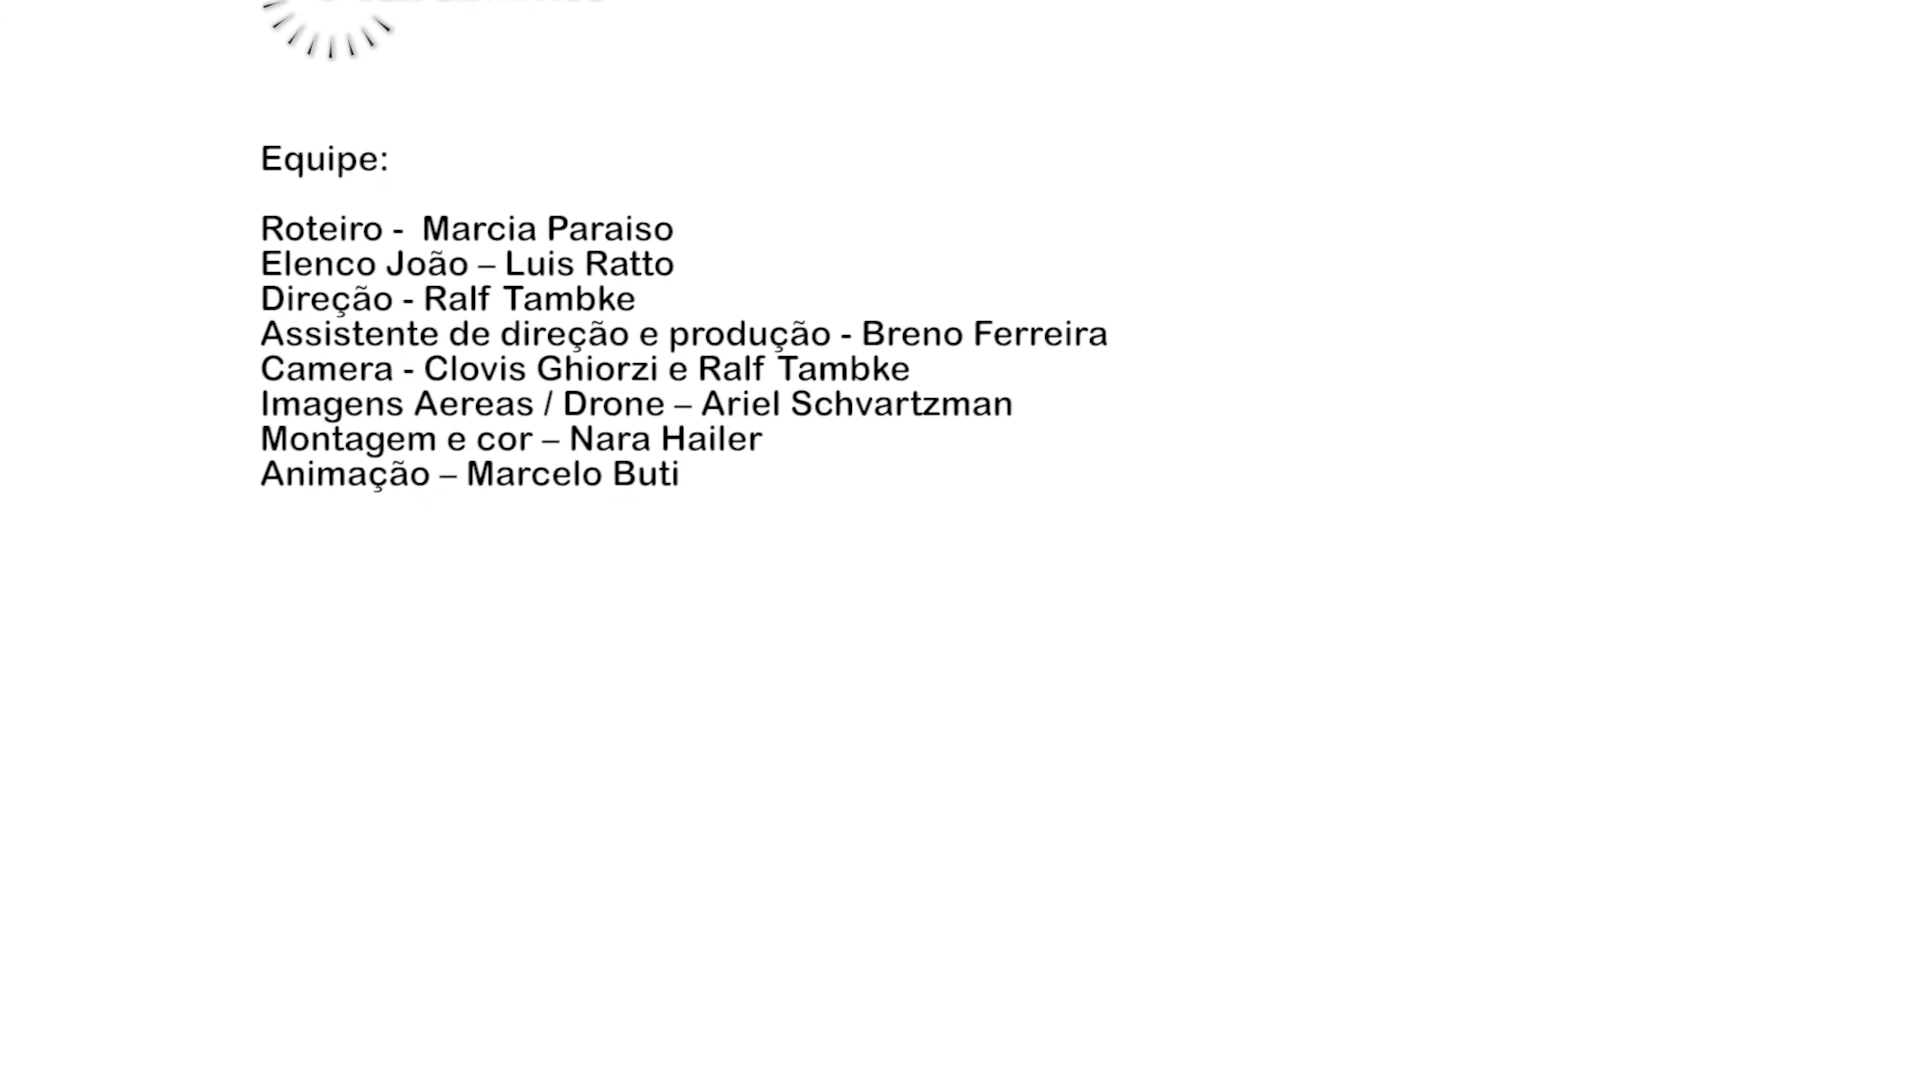 Equipe:
Roteiro -  Marcia Paraiso
Elenco João – Luis Ratto
Direção - Ralf Tambke
Assistente de direção e produção - Breno Ferreira
Camera - Clovis Ghiorzi e Ralf Tambke
Imagens Aereas / Drone – Ariel Schvartzman
Montagem e cor – Nara Hailer
Animação – Marcelo Buti